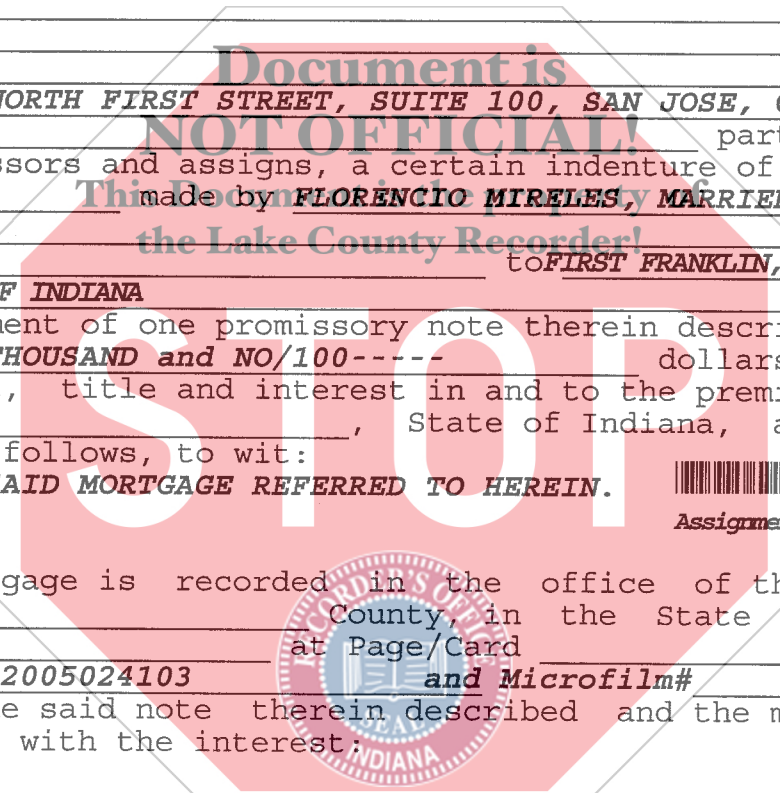 Document is
NORTH FIRST STREET, SUITE 100, SAN JOSE,
NOT OFFICIAL!
part
ssors and assigns, a certain indenture of
This Document is the property of
made by FLORENCIO MIRELES, MARRIED
the Lake County Recorder!
toFIRST FRANKLIN,
F INDIANA
ment of one promissory note therein descri
THOUSAND and NO/100-----
dollars
, title and interest in and to the premi
, State of Indiana, a
follows, to wit:
AID MORTGAGE REFERRED TO HEREIN.
Assignme
STOP
gage is recorded in the office of th
County, in the State
at Page/Card
2005024103 and Microfilm#
e said note therein described and the m
with the interest:
RECORDER'S OFFICE
SEAL
INDIANA